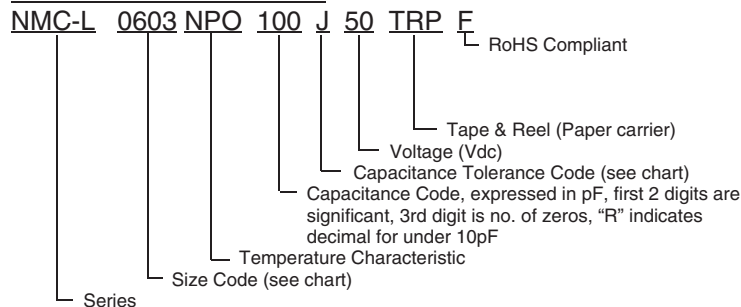 NMC-L 0603 NPO 100 J 50 TRP F
RoHS Compliant
Tape & Reel (Paper carrier)
Voltage (Vdc)
Capacitance Tolerance Code (see chart)
Capacitance Code, expressed in pF, first 2 digits are
significant, 3rd digit is no. of zeros, “R” indicates
decimal for under 10pF
Temperature Characteristic
Size Code (see chart)
Series